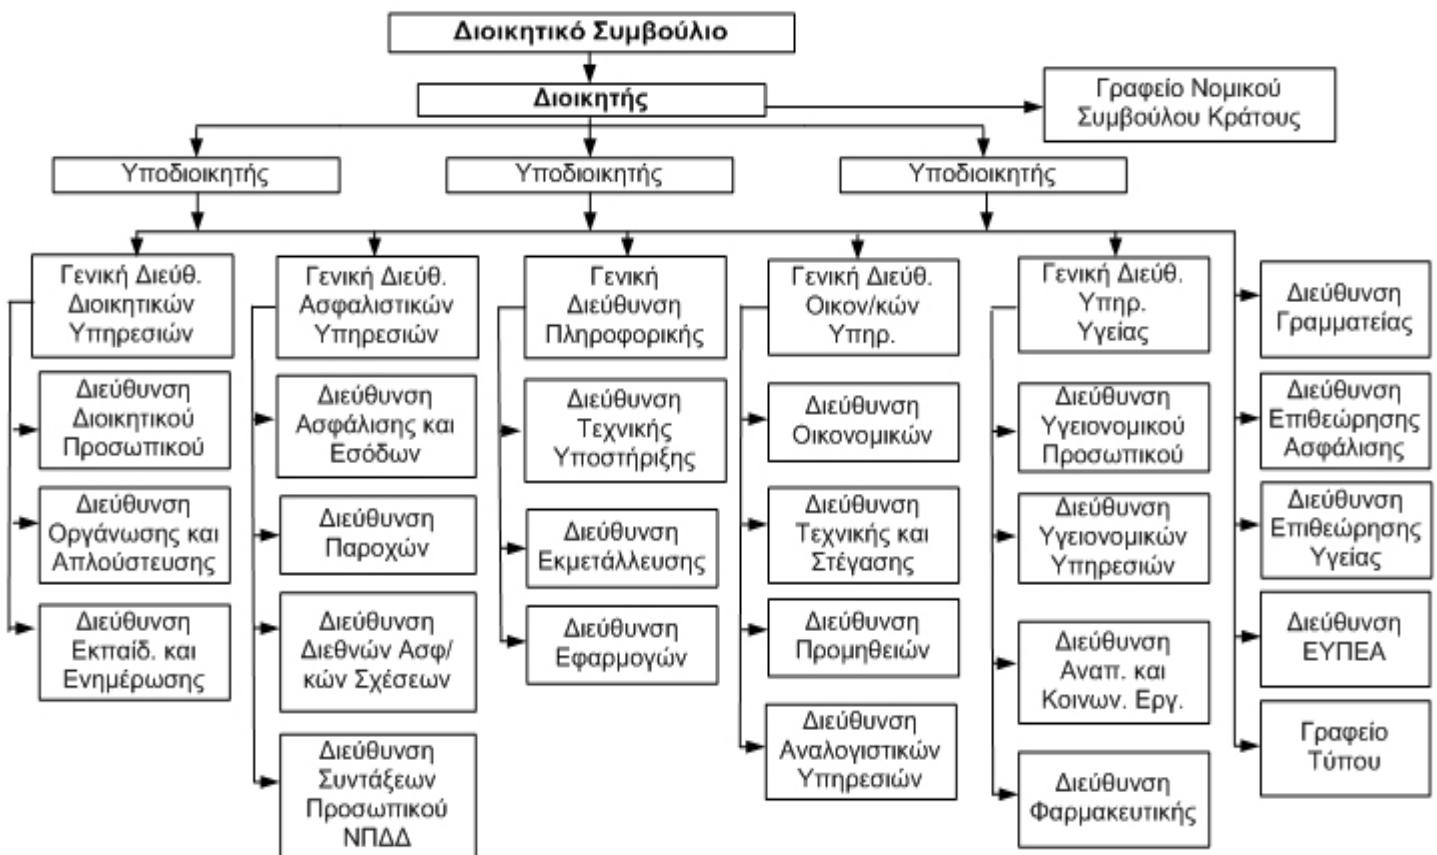 Διοικητικό Συμβούλιο
Διοικητής
Γραφείο Νομικού
Συμβούλου Κράτους
Υποδιοικητής
Υποδιοικητής
Υποδιοικητής
Γενική Διεύθ.
Διοικητικών
Υπηρεσιών
Διεύθυνση
Διοικητικού
Προσωπικού
Διεύθυνση
Οργάνωσης και
Απλούστευσης
Διεύθυνση
Εκπαίδ. και
Ενημέρωσης
Γενική Διεύθ.
Ασφαλιστικών
Υπηρεσιών
Διεύθυνση
Ασφάλισης και
Εσόδων
Διεύθυνση
Παροχών
Διεύθυνση
Διεθνών Ασφ/
κών Σχέσεων
Διεύθυνση
Συντάξεων
Προσωπικού
ΝΠΔΔ
Γενική
Διεύθυνση
Πληροφορικής
Διεύθυνση
Τεχνικής
Υποστήριξης
Διεύθυνση
Εκμετάλλευσης
Διεύθυνση
Εφαρμογών
Γενική Διεύθ.
Οικον/κών
Υπηρ.
Διεύθυνση
Οικονομικών
Διεύθυνση
Τεχνικής και
Στέγασης
Διεύθυνση
Προμηθειών
Διεύθυνση
Αναλογιστικών
Υπηρεσιών
Γενική Διεύθ.
Υπηρ.
Υγείας
Διεύθυνση
Υγειονομικού
Προσωπικού
Διεύθυνση
Υγειονομικών
Υπηρεσιών
Διεύθυνση
Αναπ. και
Κοινων. Εργ.
Διεύθυνση
Φαρμακευτικής
Διεύθυνση
Γραμματείας
Διεύθυνση
Επιθεώρησης
Ασφάλισης
Διεύθυνση
Επιθεώρησης
Υγείας
Διεύθυνση
ΕΥΠΕΑ
Γραφείο
Τύπου